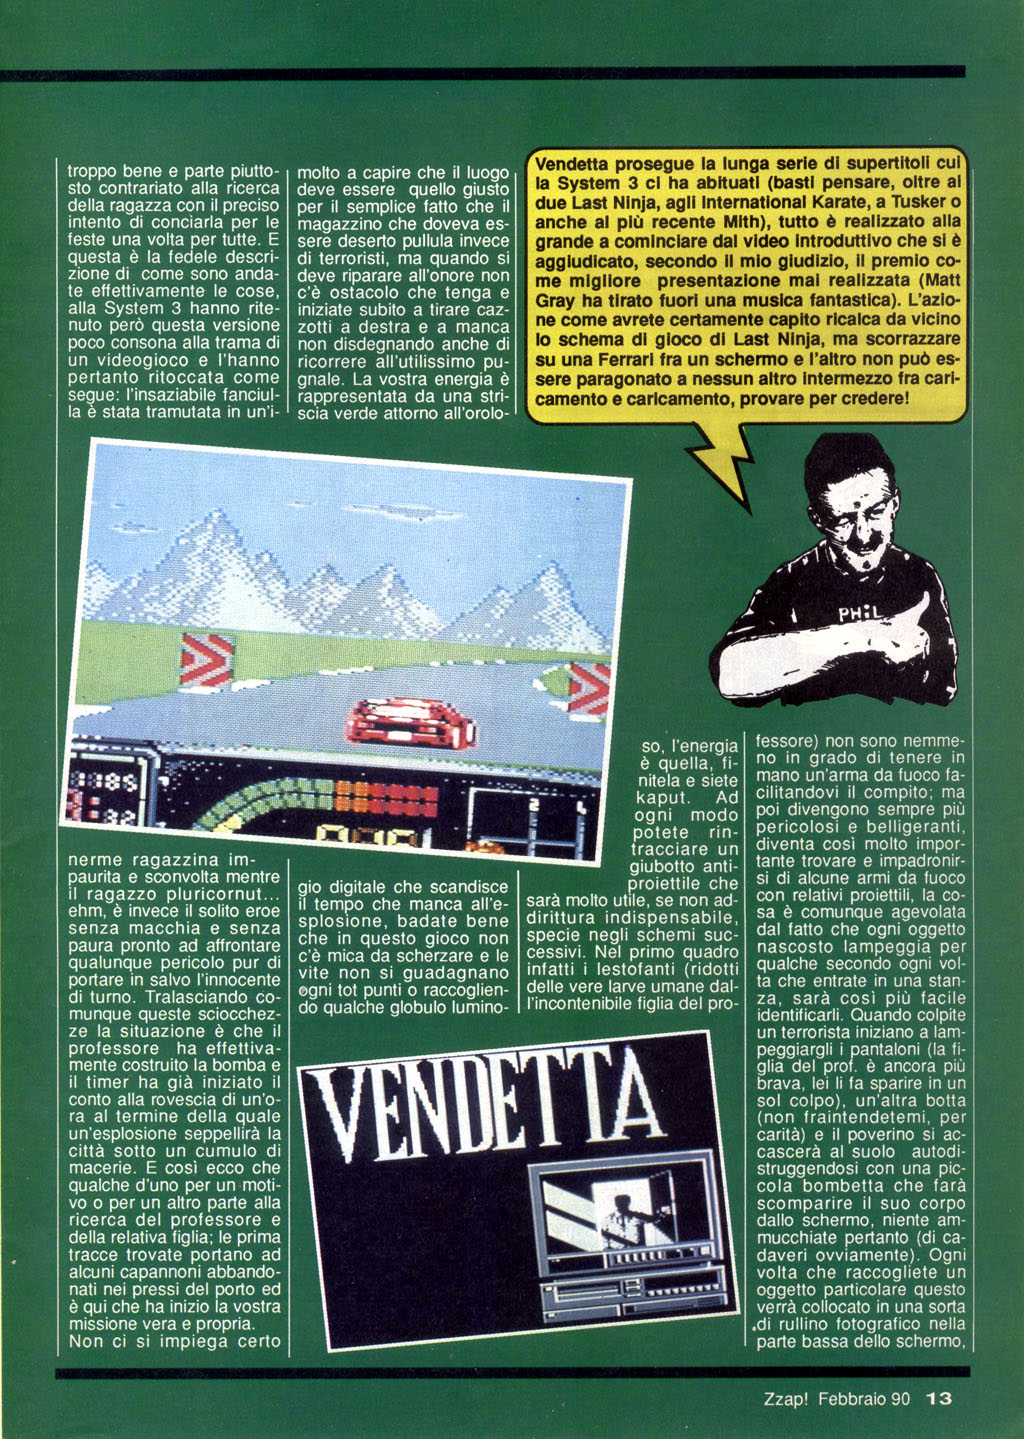 troppo bene e parte piutto-
sto contrariato alla ricerca
della ragazza con il preciso
intento di conciarla per le
feste una volta per tutte. E
questa è la fedele descri-
zione di come sono anda-
te effettivamente le cose,
alla System 3 hanno rite-
nuto però questa versione
poco consona alla trama di
un videogioco e l'hanno
pertanto ritoccata come
segue: l'insaziabile fanciul-
la è stata tramutata in un'i-
nerme ragazzina im-
paurita e sconvolta mentre
il ragazzo pluricornut...
ehm, è invece il solito eroe
senza macchia e senza
paura pronto ad affrontare
qualunque pericolo pur di
portare in salvo l'innocente
di turno. Tralasciando co-
munque queste sciocchez-
ze la situazione è che il
professore ha effettiva-
mente costruito la bomba e
il timer ha già iniziato il
conto alla rovescia di un'o-
ra al termine della quale
un'esplosione seppellirà la
città sotto un cumulo di
macerie. E così ecco che
qualche d'uno per un moti-
vo o per un altro parte alla
ricerca del professore e
della relativa figlia; le prima
tracce trovate portano ad
alcuni capannoni abbando-
nati nei pressi del porto ed
è qui che ha inizio la vostra
missione vera e propria.
Non ci si impiega certo
molto a capire che il luogo
deve essere quello giusto
per il semplice fatto che il
magazzino che doveva es-
sere deserto pullula invece
di terroristi, ma quando si
deve riparare all'onore non
c'è ostacolo che tenga e
iniziate subito a tirare caz-
zotti a destra e a manca
non disdegnando anche di
ricorrere all'utilissimo pu-
gnale. La vostra energia è
rappresentata da una stri-
scia verde attorno all'orolo-
gio digitale che scandisce
il tempo che manca all'e-
splosione, badate bene
che in questo gioco non
c'è mica da scherzare e le
vite non si guadagnano
ogni tot punti o raccoglien-
do qualche globulo lumino-
so, l'energia
è quella, fi-
nitela e siete
kaput. Ad
ogni modo
potete rin-
tracciare un
giubotto anti-
proiettile che
sarà molto utile, se non ad-
dirittura indispensabile,
specie negli schemi suc-
cessivi. Nel primo quadro
infatti i lestofanti (ridotti
delle vere larve umane dal-
l'incontenibile figlia del pro-
fessore) non sono nemme-
no in grado di tenere in
mano un'arma da fuoco fa-
cilitandovi il compito; ma
poi divengono sempre più
pericolosi e belligeranti,
diventa così molto impor-
tante trovare e impadronir-
si di alcune armi da fuoco
con relativi proiettili, la co-
sa è comunque agevolata
dal fatto che ogni oggetto
nascosto lampeggia per
qualche secondo ogni vol-
ta che entrate in una stan-
za, sarà così più facile
identificarli. Quando colpite
un terrorista iniziano a lam-
peggiargli i pantaloni (la fi-
glia del prof. è ancora più
brava, lei li fa sparire in un
sol colpo), un'altra botta
(non fraintendetemi, per
carità) e il poverino si ac-
cascerà al suolo autodi-
struggendosi con una pic-
cola bombetta che farà
scomparire il suo corpo
dallo schermo, niente am-
mucchiate pertanto (di ca-
daveri ovviamente). Ogni
volta che raccogliete un
oggetto particolare questo
verrà collocato in una sorta
di rullino fotografico nella
parte bassa dello schermo,
Vendetta prosegue la lunga serie di supertitoli cui
la System 3 ci ha abituati (basti pensare, oltre ai
due Last Ninja, agli International Karate, a Tusker o
anche al più recente Mith), tutto è realizzato alla
grande a cominciare dal video introduttivo che si è
aggiudicato, secondo il mio giudizio, il premio co-
me migliore presentazione mai realizzata (Matt
Gray ha tirato fuori una musica fantastica). L'azio-
ne come avrete certamente capito ricalca da vicino
lo schema di gioco di Last Ninja, ma scorrazzare
su una Ferrari fra un schermo e l'altro non può es-
sere paragonato a nessun altro intermezzo fra cari-
camento e caricamento, provare per credere!
PHiL
VENDETTA
Zzap! Febbraio 90 13